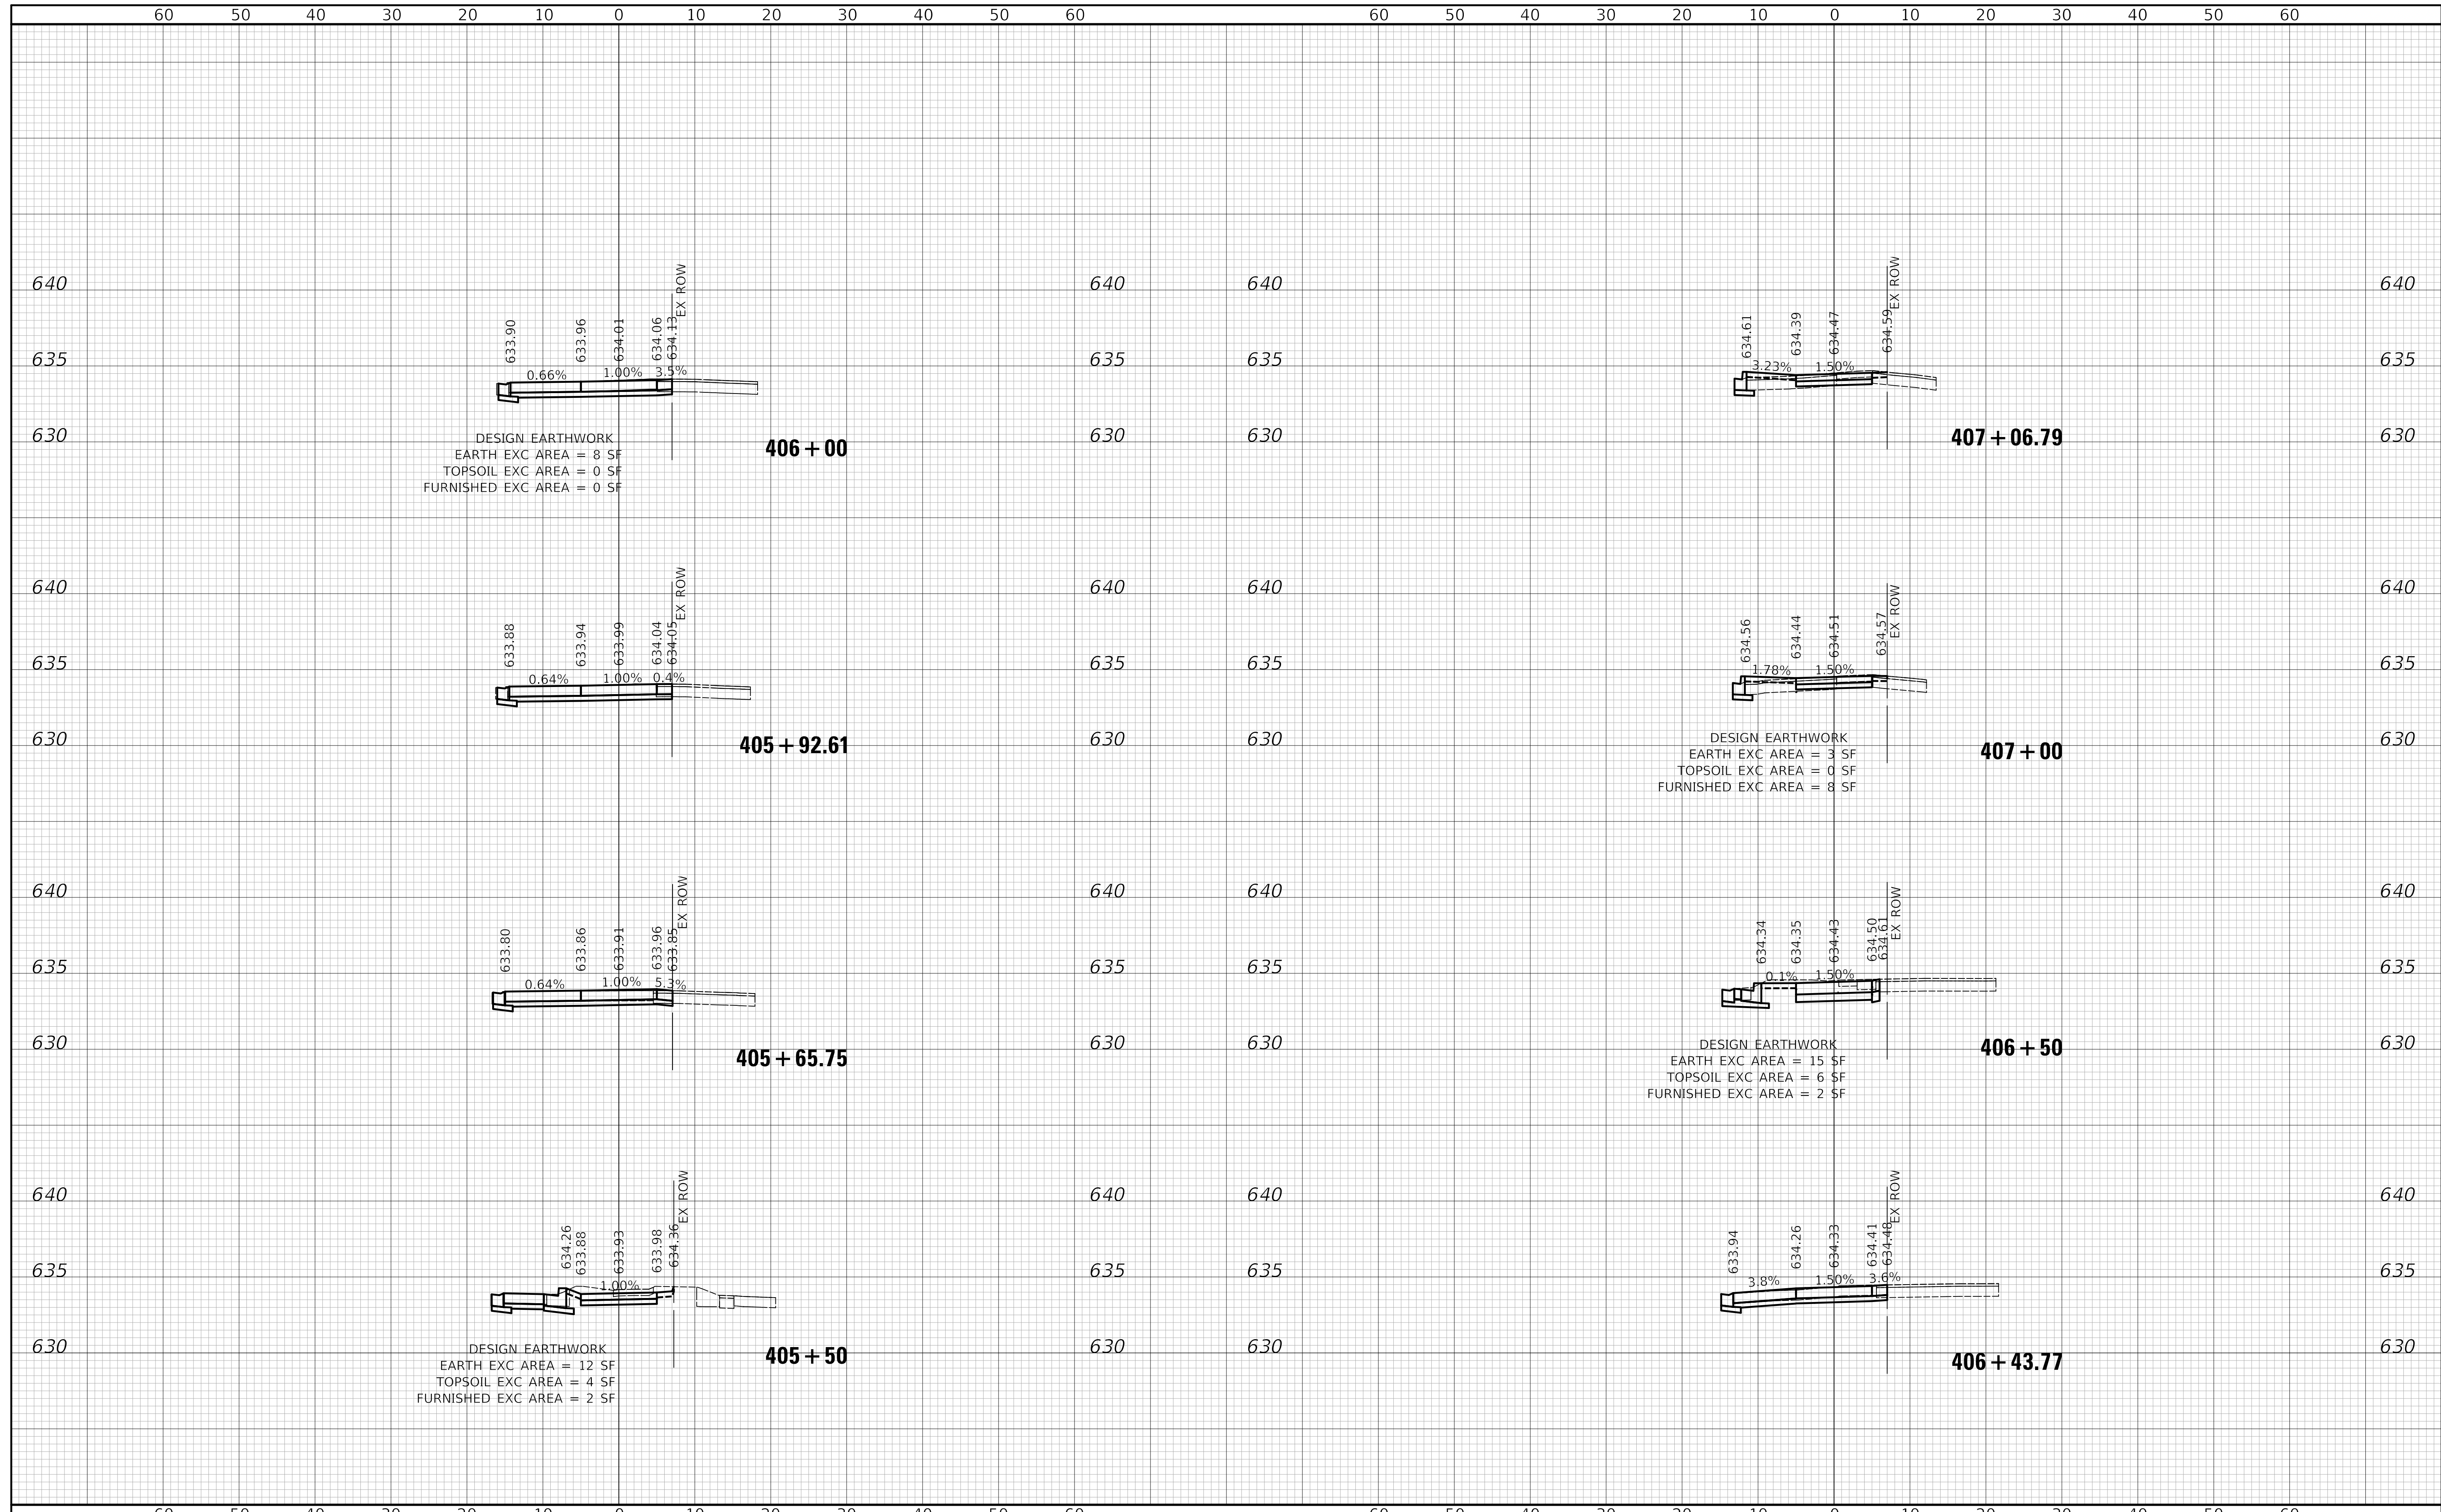 60 50 40 30 20 10 0 10 20 30 40 50 60 60 50 40 30 20 10 0 10 20 30 40 50 60
EX ROW
640 640
633.90 633.96 634.01 634.06 634.13
635 635
0.66% 1.00% 3.5%
630 630
DESIGN EARTHWORK
EARTH EXC AREA = 8 SF
TOPSOIL EXC AREA = 0 SF
FURNISHED EXC AREA = 0 SF
406+00
EX ROW
640 640
633.88 633.94 633.99 634.04 634.05
635 635
0.64% 1.00% 0.4%
630 630
405+92.61
EX ROW
640 640
633.80 633.86 633.91 633.96 633.85
635 635
0.64% 1.00% 5.3%
630 630
405+65.75
EX ROW
640 640
634.26 633.88 633.93 633.98 634.36
635 635
1.00%
630 630
DESIGN EARTHWORK
EARTH EXC AREA = 12 SF
TOPSOIL EXC AREA = 4 SF
FURNISHED EXC AREA = 2 SF
405+50
EX ROW
640 640
634.61 634.39 634.47 634.59
635 635
3.23% 1.50%
630 630
407+06.79
EX ROW
640 640
634.56 634.44 634.51 634.57
635 635
1.78% 1.50%
630 630
DESIGN EARTHWORK
EARTH EXC AREA = 3 SF
TOPSOIL EXC AREA = 0 SF
FURNISHED EXC AREA = 8 SF
407+00
EX ROW
640 640
634.34 634.35 634.43 634.50 634.61
635 635
0.1% 1.50%
630 630
DESIGN EARTHWORK
EARTH EXC AREA = 15 SF
TOPSOIL EXC AREA = 6 SF
FURNISHED EXC AREA = 2 SF
406+50
EX ROW
640 640
633.94 634.26 634.33 634.41 634.48
635 635
3.8% 1.50% 3.6%
630 630
406+43.77